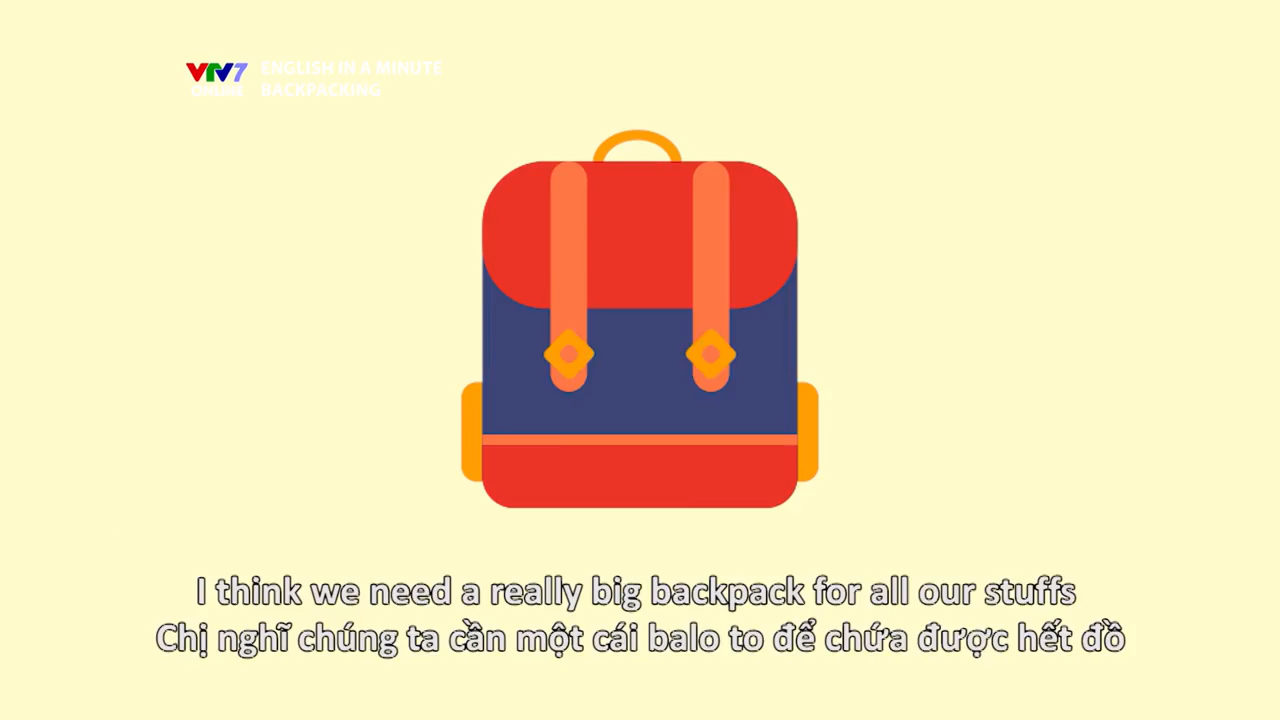 VTV7 ENGLISH IN A MINUTE
ONLINE BACKPACKING
I think we need a really big backpack for all our stuffs
Chị nghĩ chúng ta cần một cái balo to để chứa được hết đồ